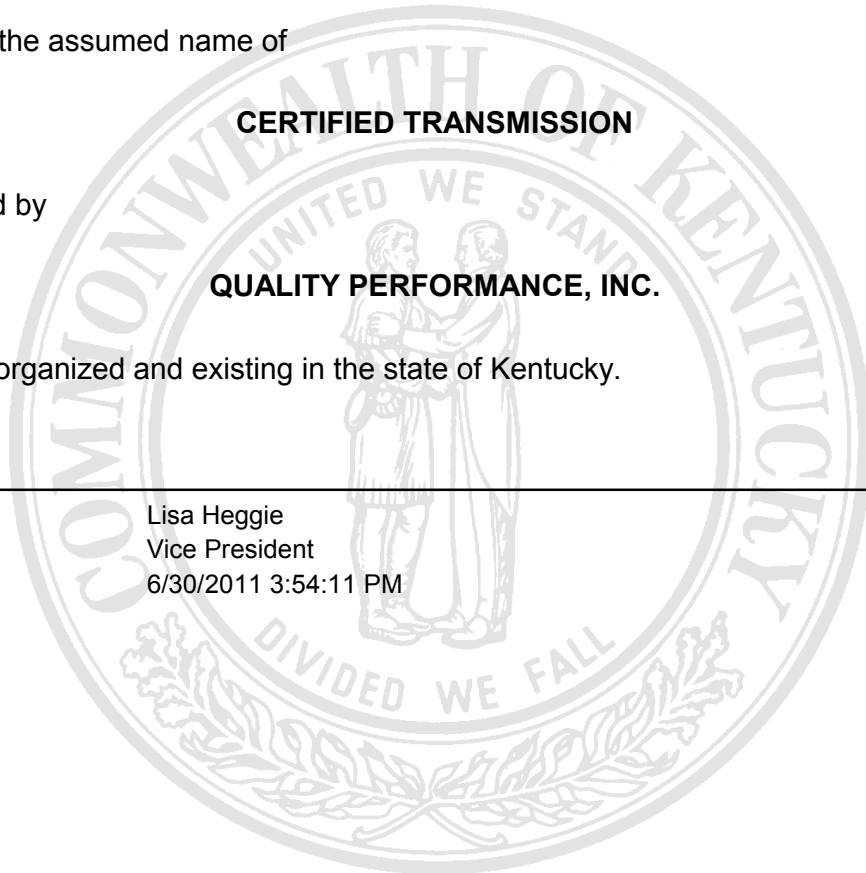 the assumed name of
CERTIFIED TRANSMISSION
d by
QUALITY PERFORMANCE, INC.
organized and existing in the state of Kentucky.
Lisa Heggie
Vice President
6/30/2011 3:54:11 PM
COMMONWEALTH OF KENTUCKY
UNITED WE STAND
DIVIDED WE FALL